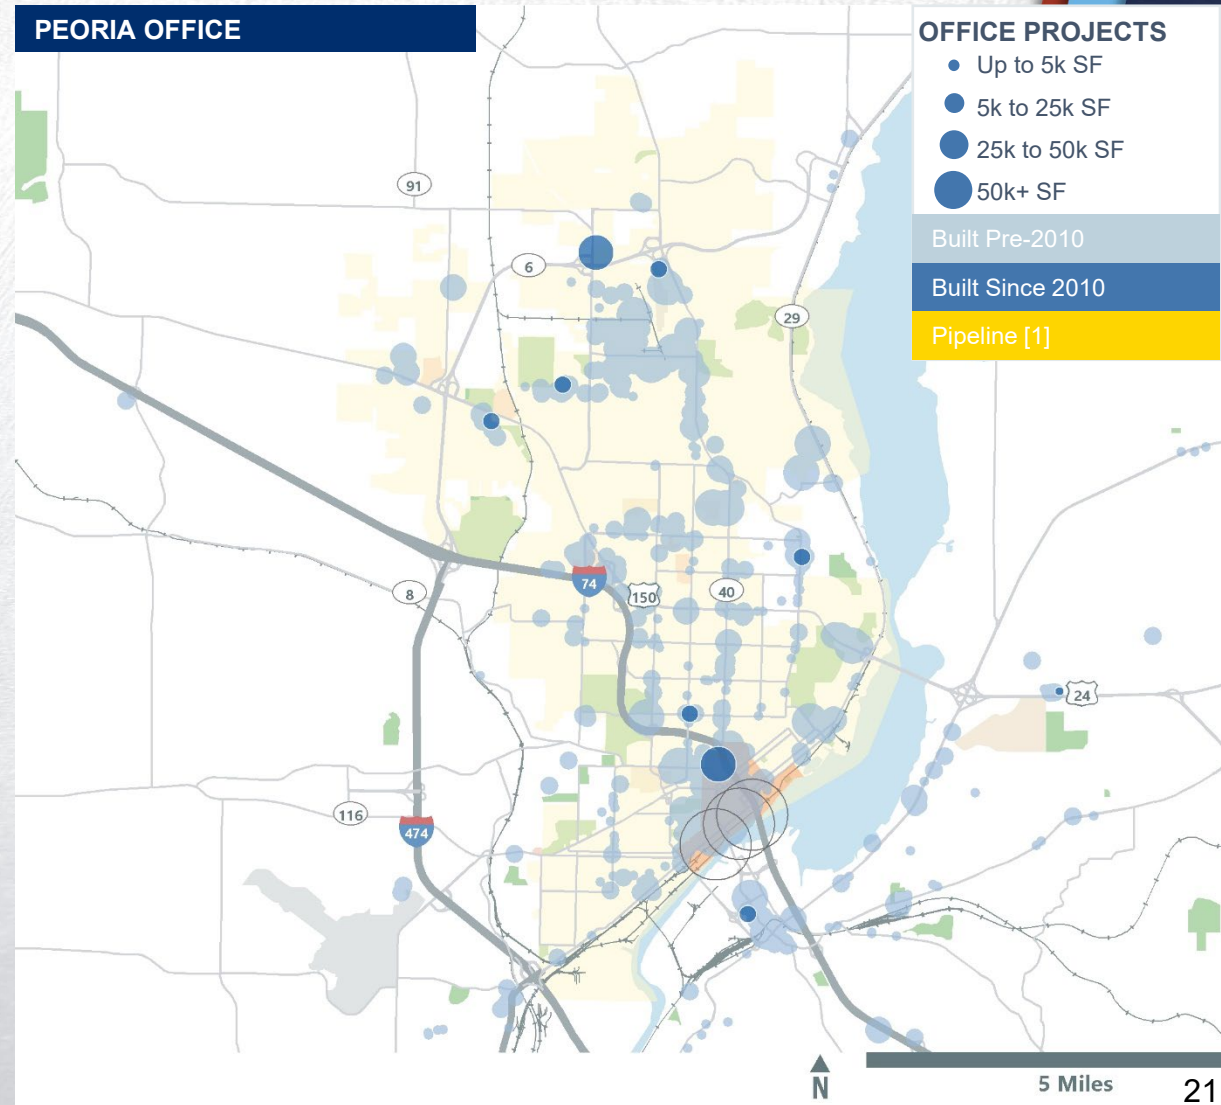 PEORIA OFFICE
OFFICE PROJECTS
Up to 5k SF
5k to 25k SF
25k to 50k SF
50k+ SF
Built Pre-2010
Built Since 2010
Pipeline [1]
91
6
29
74
150
40
8
24
116
474
N
5 Miles
21